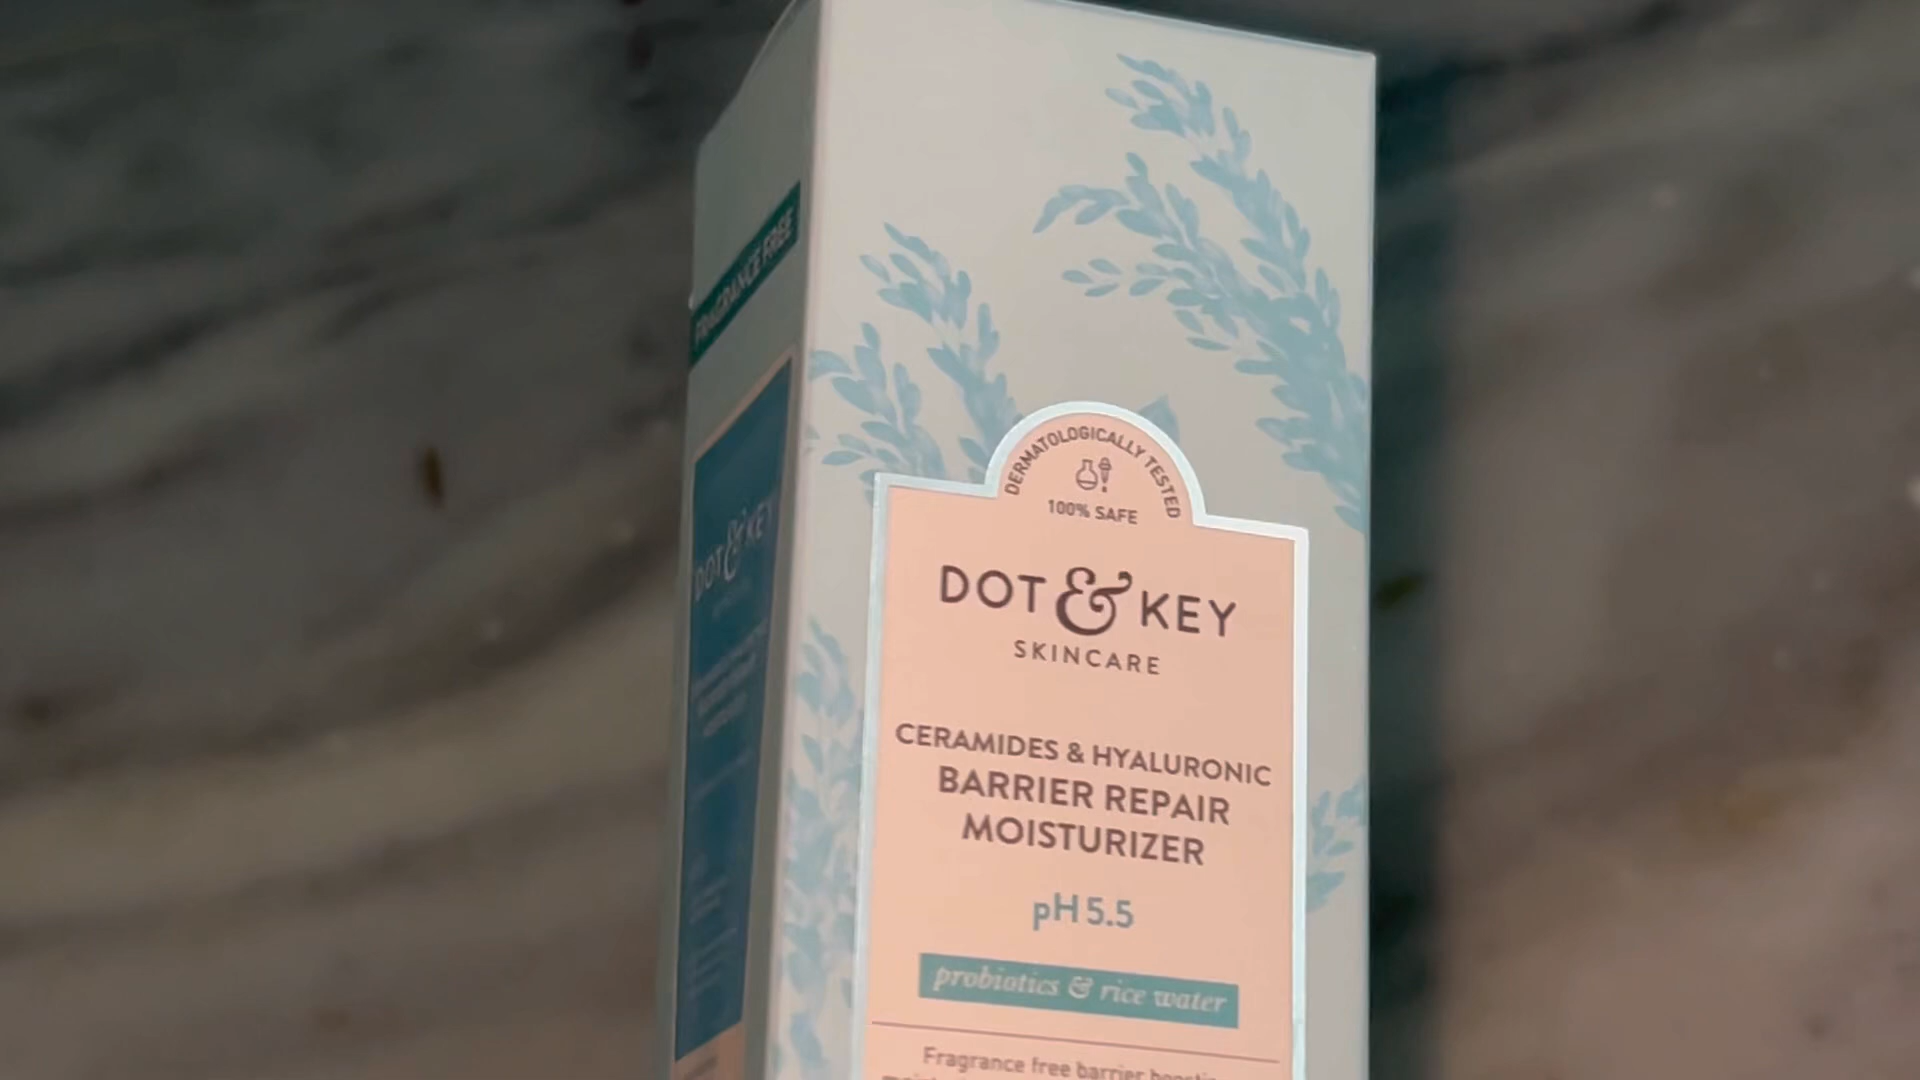 FRAGRANCE FREE
DOT & KEY
DERMATOLOGICALLY TESTED
100% SAFE
DOT & KEY
SKINCARE
CERAMIDES & HYALURONIC
BARRIER REPAIR
MOISTURIZER
pH 5.5
probiotics & rice water
Fragrance free barrier